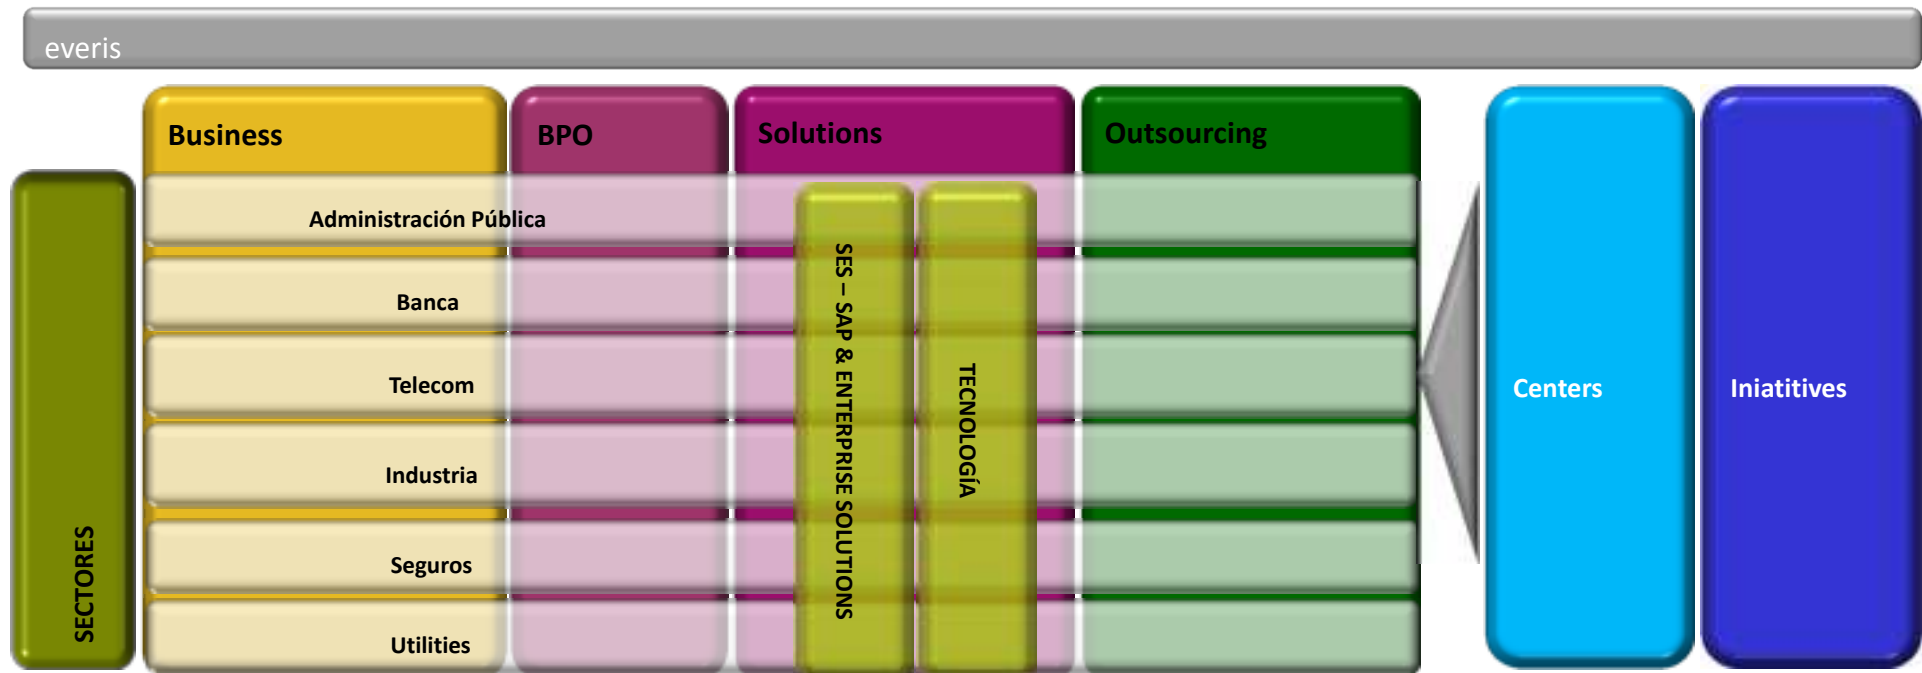 everis
Business
BPO
Solutions
Outsourcing
SECTORES
Administración Pública
Banca
Telecom
Industria
Seguros
Utilities
SES – SAP & ENTERPRISE SOLUTIONS
TECNOLOGÍA
Centers
Iniatitives